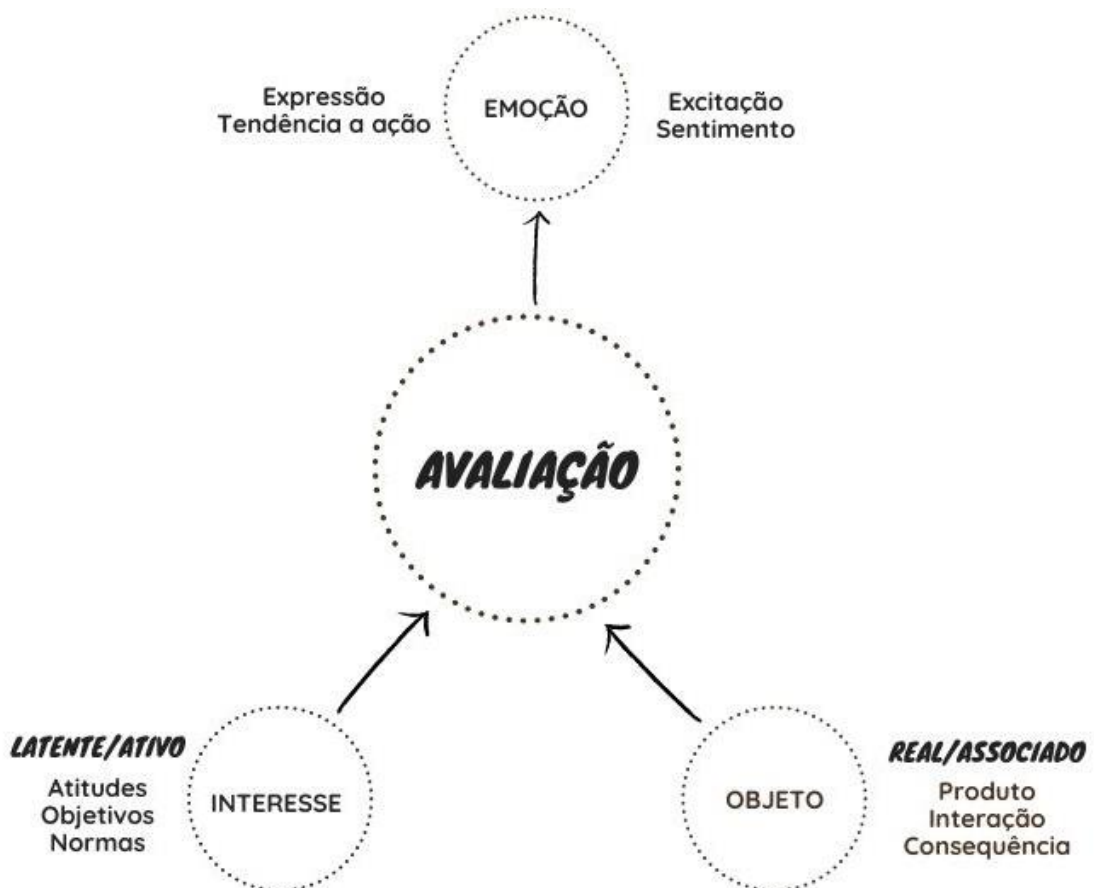 Expressão
Tendência a ação
EMOÇÃO
Excitação
Sentimento
AVALIAÇÃO
LATENTE/ATIVO
Atitudes
Objetivos
Normas
INTERESSE
OBJETO
REAL/ASSOCIADO
Produto
Interação
Consequência